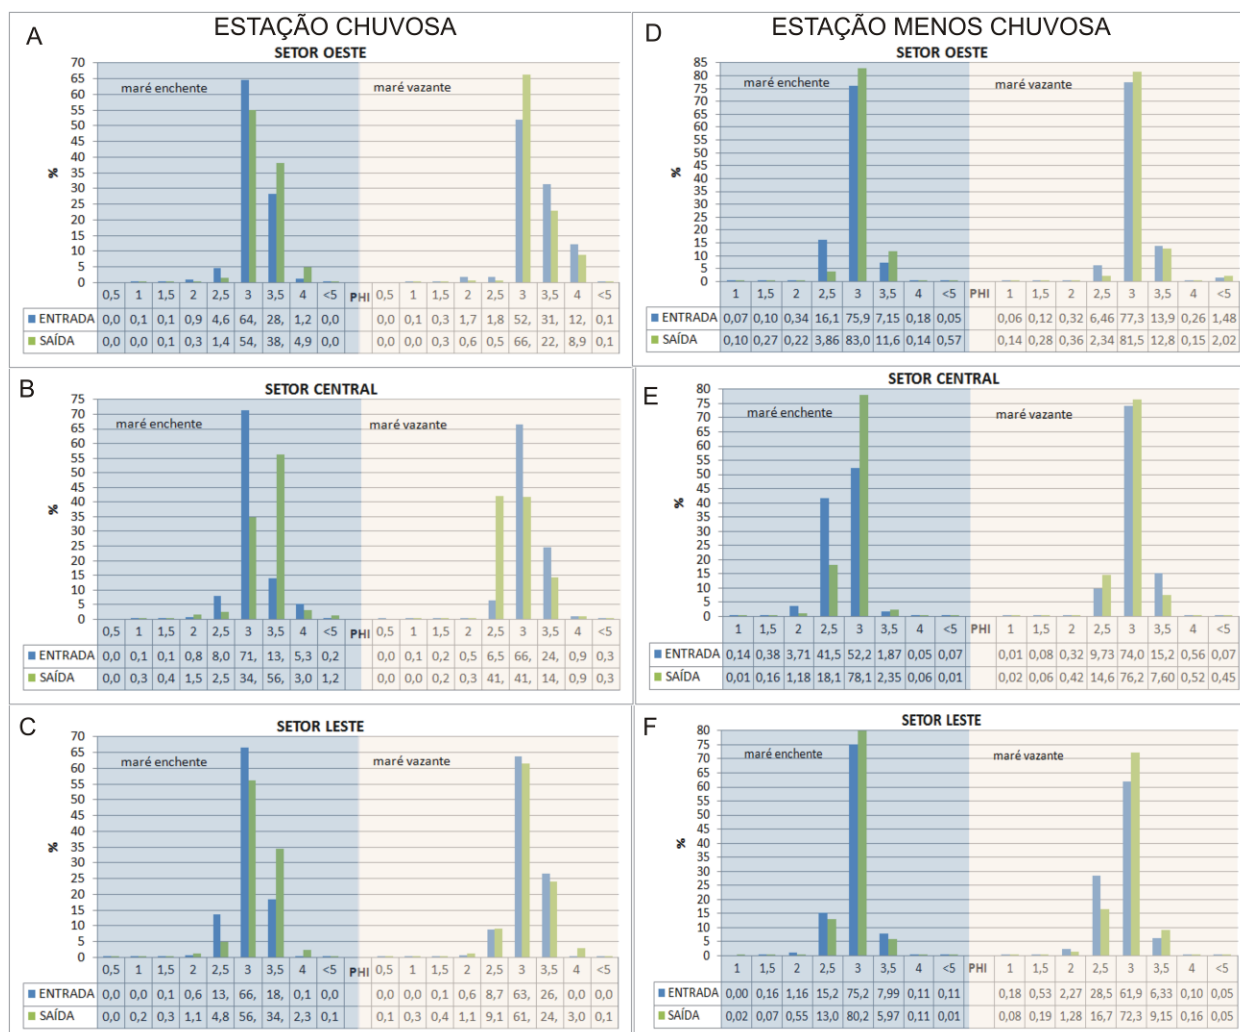 ESTAÇÃO CHUVOSA
A
SETOR OESTE
maré enchente
maré vazante
%
70
65
60
55
50
45
40
35
30
25
20
15
10
5
0
0,5 1 1,5 2 2,5 3 3,5 4 <5 PHI 0,5 1 1,5 2 2,5 3 3,5 4 <5
ENTRADA 0,0 0,1 0,1 0,9 4,6 64, 28, 1,2 0,0 0,0 0,1 0,3 1,7 1,8 52, 31, 12, 0,1
SAÍDA 0,0 0,0 0,1 0,3 1,4 54, 38, 4,9 0,0 0,0 0,0 0,3 0,6 0,5 66, 22, 8,9 0,1
B
SETOR CENTRAL
maré enchente
maré vazante
%
75
70
65
60
55
50
45
40
35
30
25
20
15
10
5
0
0,5 1 1,5 2 2,5 3 3,5 4 <5 PHI 0,5 1 1,5 2 2,5 3 3,5 4 <5
ENTRADA 0,0 0,1 0,1 0,8 8,0 71, 13, 5,3 0,2 0,0 0,1 0,2 0,5 6,5 66, 24, 0,9 0,3
SAÍDA 0,0 0,3 0,4 1,5 2,5 34, 56, 3,0 1,2 0,0 0,0 0,2 0,3 41, 41, 14, 0,9 0,3
C
SETOR LESTE
maré enchente
maré vazante
%
70
65
60
55
50
45
40
35
30
25
20
15
10
5
0
0,5 1 1,5 2 2,5 3 3,5 4 <5 PHI 0,5 1 1,5 2 2,5 3 3,5 4 <5
ENTRADA 0,0 0,0 0,1 0,6 13, 66, 18, 0,1 0,0 0,0 0,0 0,1 0,6 8,7 63, 26, 0,0 0,0
SAÍDA 0,0 0,2 0,3 1,1 4,8 56, 34, 2,3 0,1 0,1 0,3 0,4 1,1 9,1 61, 24, 3,0 0,1
ESTAÇÃO MENOS CHUVOSA
D
SETOR OESTE
maré enchente
maré vazante
%
85
80
75
70
65
60
55
50
45
40
35
30
25
20
15
10
5
0
1 1,5 2 2,5 3 3,5 4 <5 PHI 1 1,5 2 2,5 3 3,5 4 <5
ENTRADA 0,07 0,10 0,34 16,1 75,9 7,15 0,18 0,05 0,06 0,12 0,32 6,46 77,3 13,9 0,26 1,48
SAÍDA 0,10 0,27 0,22 3,86 83,0 11,6 0,14 0,57 0,14 0,28 0,36 2,34 81,5 12,8 0,15 2,02
E
SETOR CENTRAL
maré enchente
maré vazante
%
80
75
70
65
60
55
50
45
40
35
30
25
20
15
10
5
0
1 1,5 2 2,5 3 3,5 4 <5 PHI 1 1,5 2 2,5 3 3,5 4 <5
ENTRADA 0,14 0,38 3,71 41,5 52,2 1,87 0,05 0,07 0,01 0,08 0,32 9,73 74,0 15,2 0,56 0,07
SAÍDA 0,01 0,16 1,18 18,1 78,1 2,35 0,06 0,01 0,02 0,06 0,42 14,6 76,2 7,60 0,52 0,45
F
SETOR LESTE
maré enchente
maré vazante
%
80
75
70
65
60
55
50
45
40
35
30
25
20
15
10
5
0
1 1,5 2 2,5 3 3,5 4 <5 PHI 1 1,5 2 2,5 3 3,5 4 <5
ENTRADA 0,00 0,16 1,16 15,2 75,2 7,99 0,11 0,11 0,18 0,53 2,27 28,5 61,9 6,33 0,10 0,05
SAÍDA 0,02 0,07 0,55 13,0 80,2 5,97 0,11 0,01 0,08 0,19 1,28 16,7 72,3 9,15 0,16 0,05